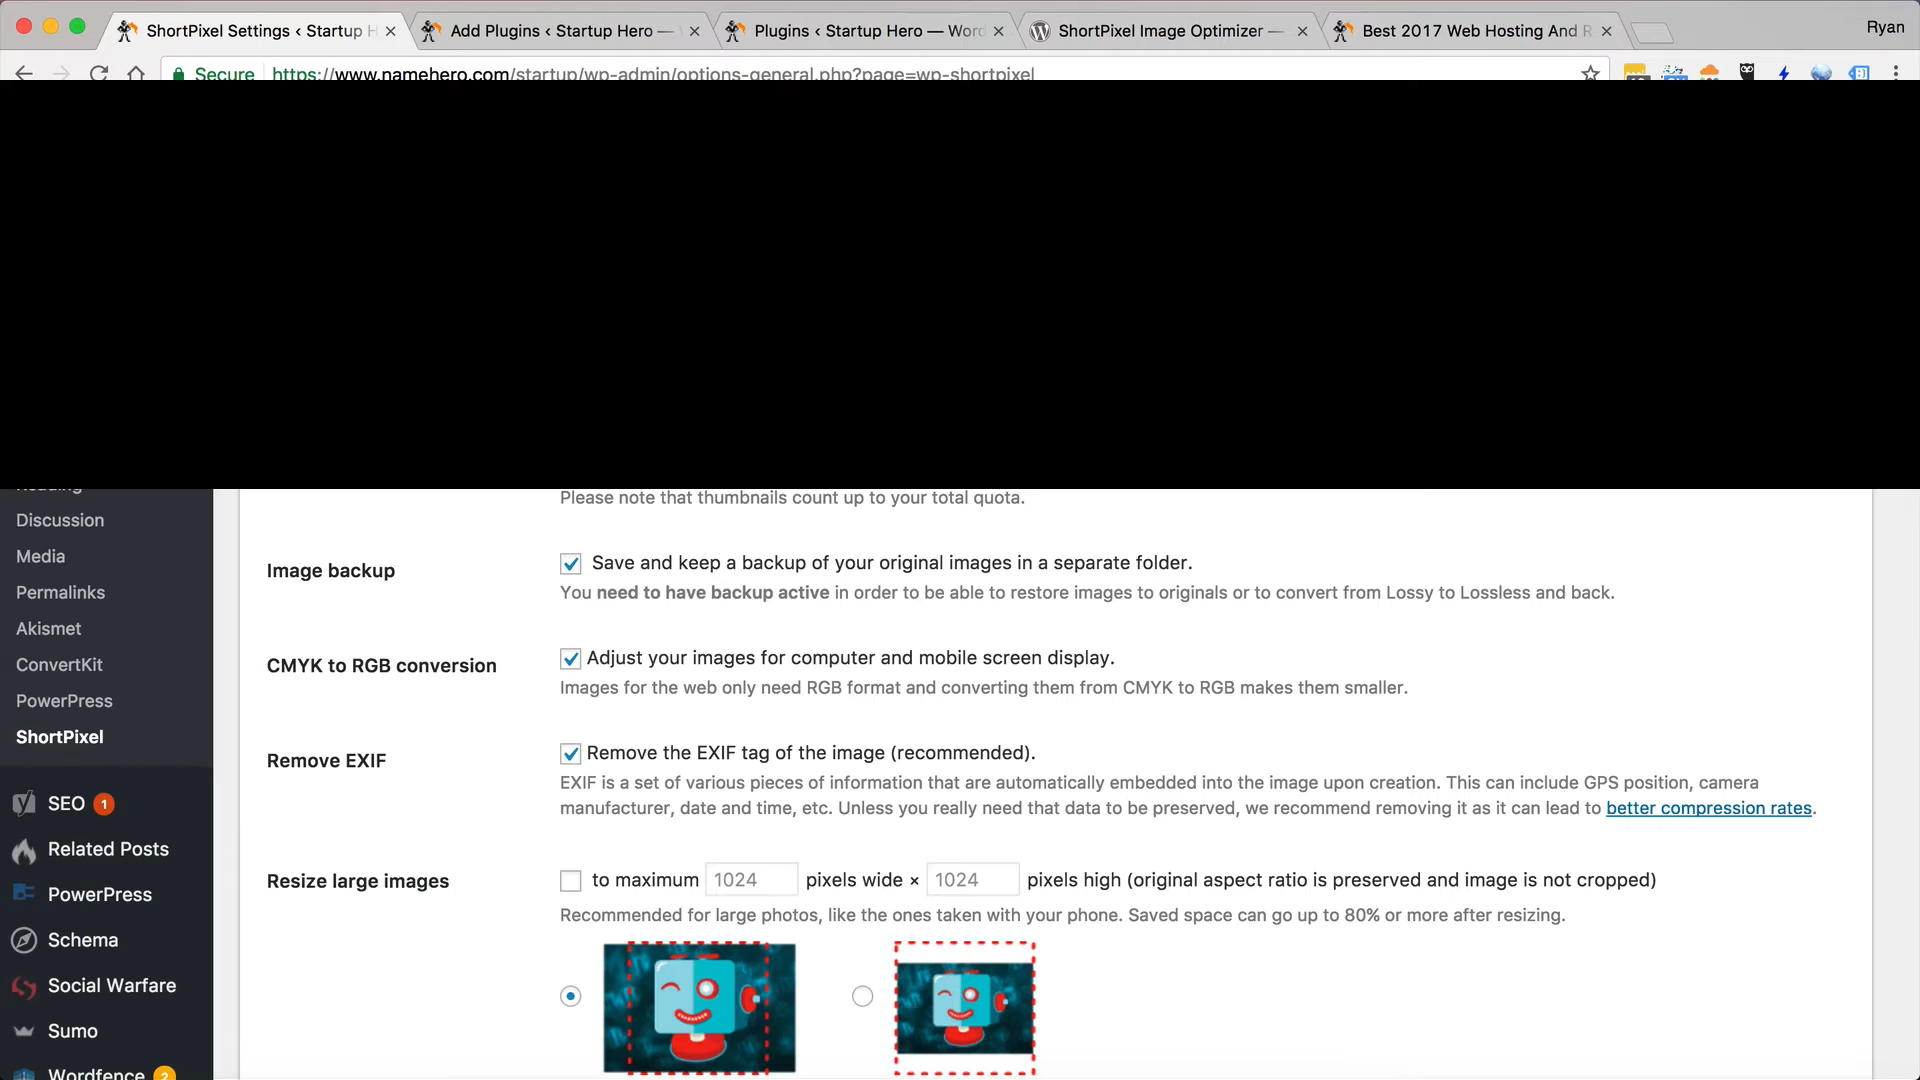 ShortPixel Settings ‹ Startup H
Add Plugins ‹ Startup Hero —
Plugins ‹ Startup Hero — Word
ShortPixel Image Optimizer —
Best 2017 Web Hosting And R
Ryan
Secure
https://www.namehero.com/startup/wp-admin/options-general.php?page=wp-shortpixel
Please note that thumbnails count up to your total quota.
Discussion
Media
Permalinks
Akismet
ConvertKit
PowerPress
ShortPixel
SEO 1
Related Posts
PowerPress
Schema
Social Warfare
Sumo
Wordfence 2
Image backup
Save and keep a backup of your original images in a separate folder.
You need to have backup active in order to be able to restore images to originals or to convert from Lossy to Lossless and back.
CMYK to RGB conversion
Adjust your images for computer and mobile screen display.
Images for the web only need RGB format and converting them from CMYK to RGB makes them smaller.
Remove EXIF
Remove the EXIF tag of the image (recommended).
EXIF is a set of various pieces of information that are automatically embedded into the image upon creation. This can include GPS position, camera
manufacturer, date and time, etc. Unless you really need that data to be preserved, we recommend removing it as it can lead to better compression rates.
Resize large images
to maximum 1024 pixels wide × 1024 pixels high (original aspect ratio is preserved and image is not cropped)
Recommended for large photos, like the ones taken with your phone. Saved space can go up to 80% or more after resizing.